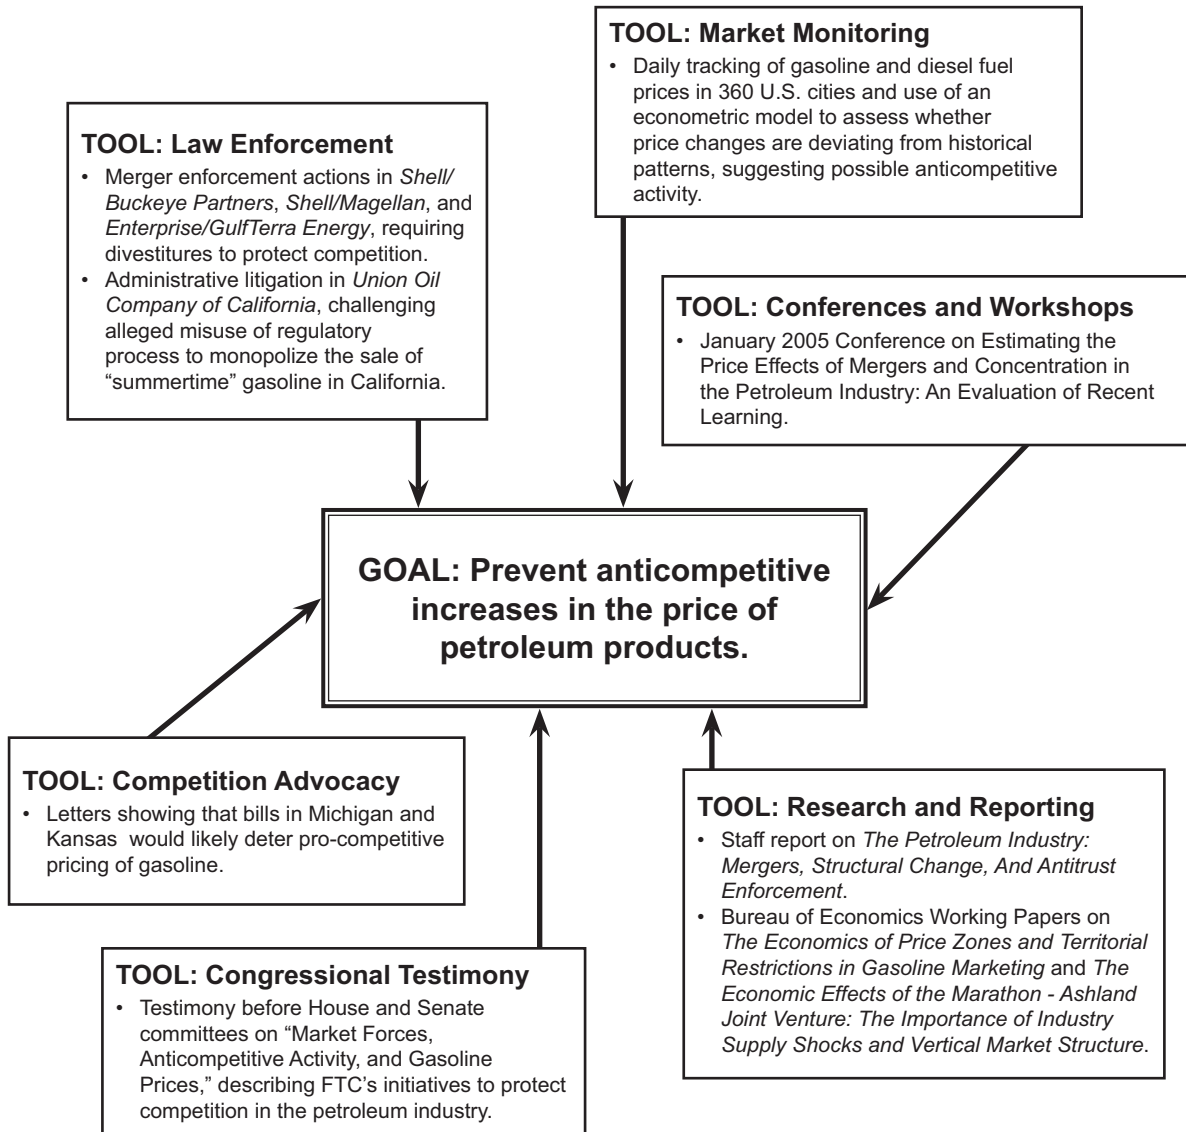 TOOL: Market Monitoring
• Daily tracking of gasoline and diesel fuel
prices in 360 U.S. cities and use of an
econometric model to assess whether
price changes are deviating from historical
patterns, suggesting possible anticompetitive
activity.
TOOL: Law Enforcement
• Merger enforcement actions in Shell/
Buckeye Partners, Shell/Magellan, and
Enterprise/GulfTerra Energy, requiring
divestitures to protect competition.
• Administrative litigation in Union Oil
Company of California, challenging
alleged misuse of regulatory
process to monopolize the sale of
“summertime” gasoline in California.
TOOL: Conferences and Workshops
• January 2005 Conference on Estimating the
Price Effects of Mergers and Concentration in
the Petroleum Industry: An Evaluation of Recent
Learning.
GOAL: Prevent anticompetitive
increases in the price of
petroleum products.
TOOL: Competition Advocacy
• Letters showing that bills in Michigan and
Kansas would likely deter pro-competitive
pricing of gasoline.
TOOL: Research and Reporting
• Staff report on The Petroleum Industry:
Mergers, Structural Change, And Antitrust
Enforcement.
• Bureau of Economics Working Papers on
The Economics of Price Zones and Territorial
Restrictions in Gasoline Marketing and The
Economic Effects of the Marathon - Ashland
Joint Venture: The Importance of Industry
Supply Shocks and Vertical Market Structure.
TOOL: Congressional Testimony
• Testimony before House and Senate
committees on “Market Forces,
Anticompetitive Activity, and Gasoline
Prices,” describing FTC’s initiatives to protect
competition in the petroleum industry.